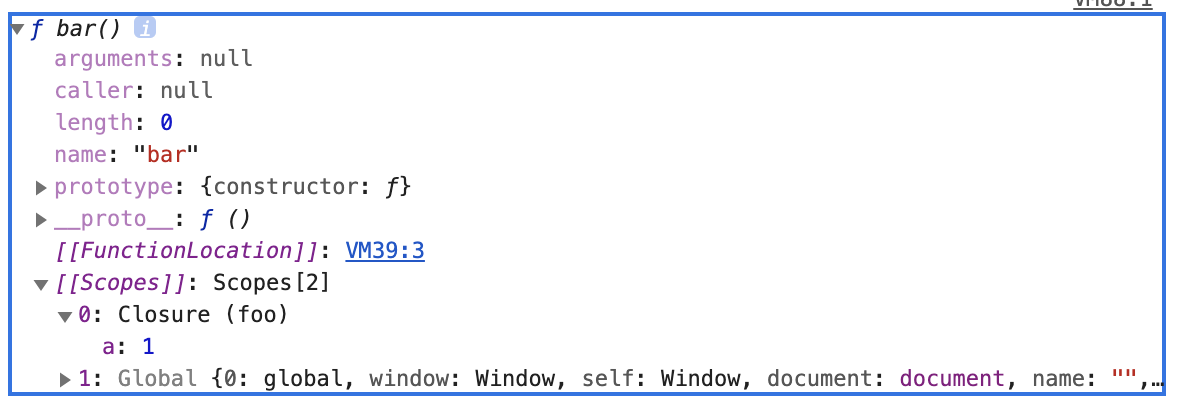 VM88:1
▼ƒ bar() i
arguments: null
caller: null
length: 0
name: "bar"
▶prototype: {constructor: ƒ}
▶__proto__: ƒ ()
[[FunctionLocation]]: VM39:3
▼[[Scopes]]: Scopes[2]
▼0: Closure (foo)
a: 1
▶1: Global {0: global, window: Window, self: Window, document: document, name: "",…